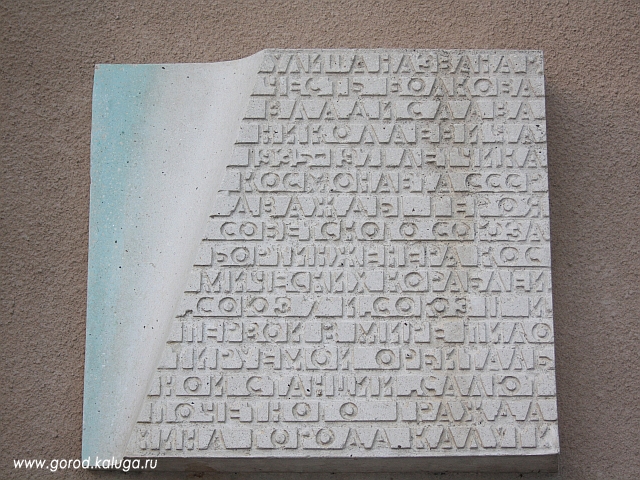 УЛИЦА НАЗВАНА В
ЧЕСТЬ ВОЛКОВА
ВЛАДИСЛАВА
НИКОЛАЕВИЧА
1935-71 ЛЕТЧИКА
КОСМОНАВТА СССР
ДВАЖДЫ ГЕРОЯ
СОВЕТСКОГО СОЮЗА
БОРТИНЖЕНЕРА КОС
МИЧЕСКИХ КОРАБЛЕЙ
„СОЮЗ 7" И „СОЮЗ 11" И
ПЕРВОЙ В МИРЕ ПИЛО
ТИРУЕМОЙ ОРБИТАЛЬ
НОЙ СТАНЦИИ „САЛЮТ"
ПОЧЕТНОГО ГРАЖДА
НИНА ГОРОДА КАЛУГИ
www.gorod.kaluga.ru